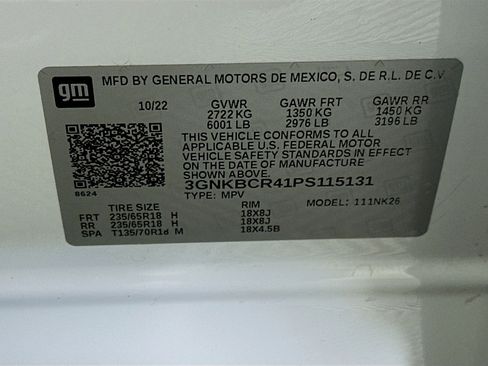 gm
MFD BY GENERAL MOTORS DE MEXICO, S. DE R.L. DE C.V.
10/22 GVWR GAWR FRT GAWR RR
2722 KG 1350 KG 1450 KG
6001 LB 2976 LB 3196 LB
THIS VEHICLE CONFORMS TO ALL
APPLICABLE U.S. FEDERAL MOTOR
VEHICLE SAFETY STANDARDS IN EFFECT
ON THE DATE OF MANUFACTURE
SHOWN ABOVE.
3GNKBCR41PS115131
8624
TYPE: MPV MODEL: 111NK26
TIRE SIZE RIM
FRT 235/65R18 H 18X8J
RR 235/65R18 H 18X8J
SPA T135/70R18 M 18X4.5B